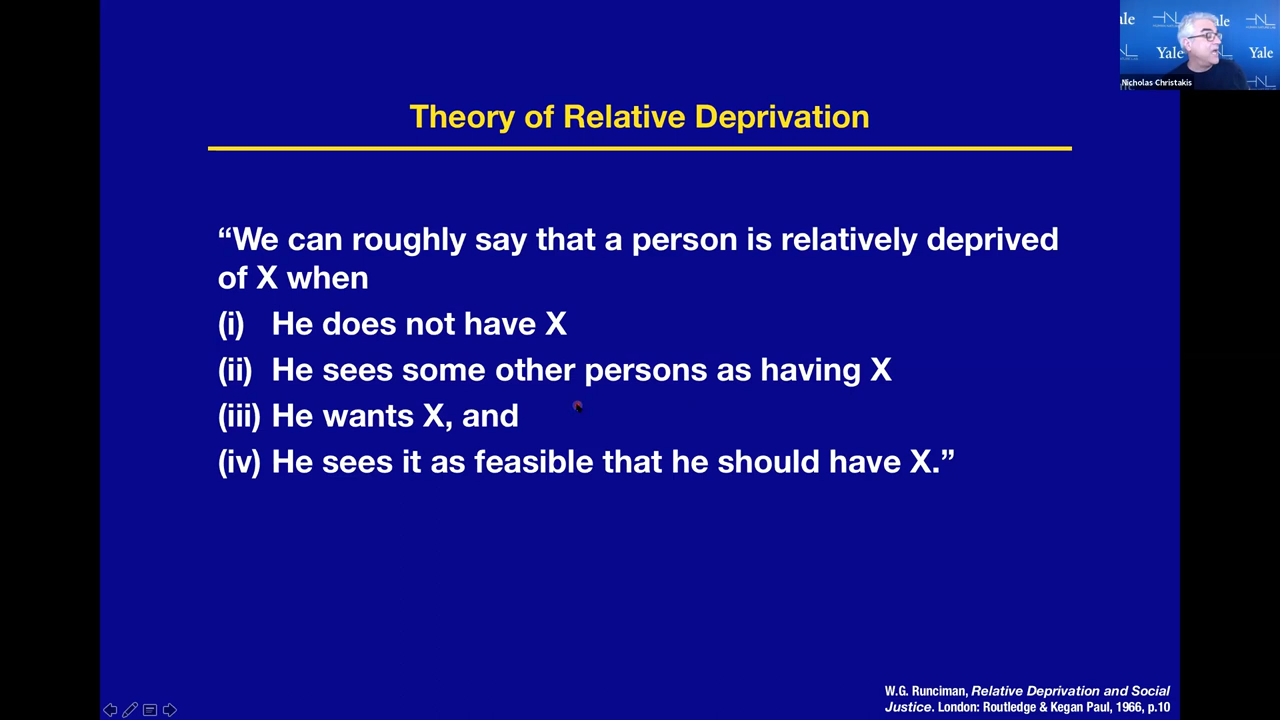 Theory of Relative Deprivation
“We can roughly say that a person is relatively deprived
of X when
(i) He does not have X
(ii) He sees some other persons as having X
(iii) He wants X, and
(iv) He sees it as feasible that he should have X.”
W.G. Runciman, Relative Deprivation and Social
Justice. London: Routledge & Kegan Paul, 1966, p.10
Yale
Yale
Nicholas Christakis